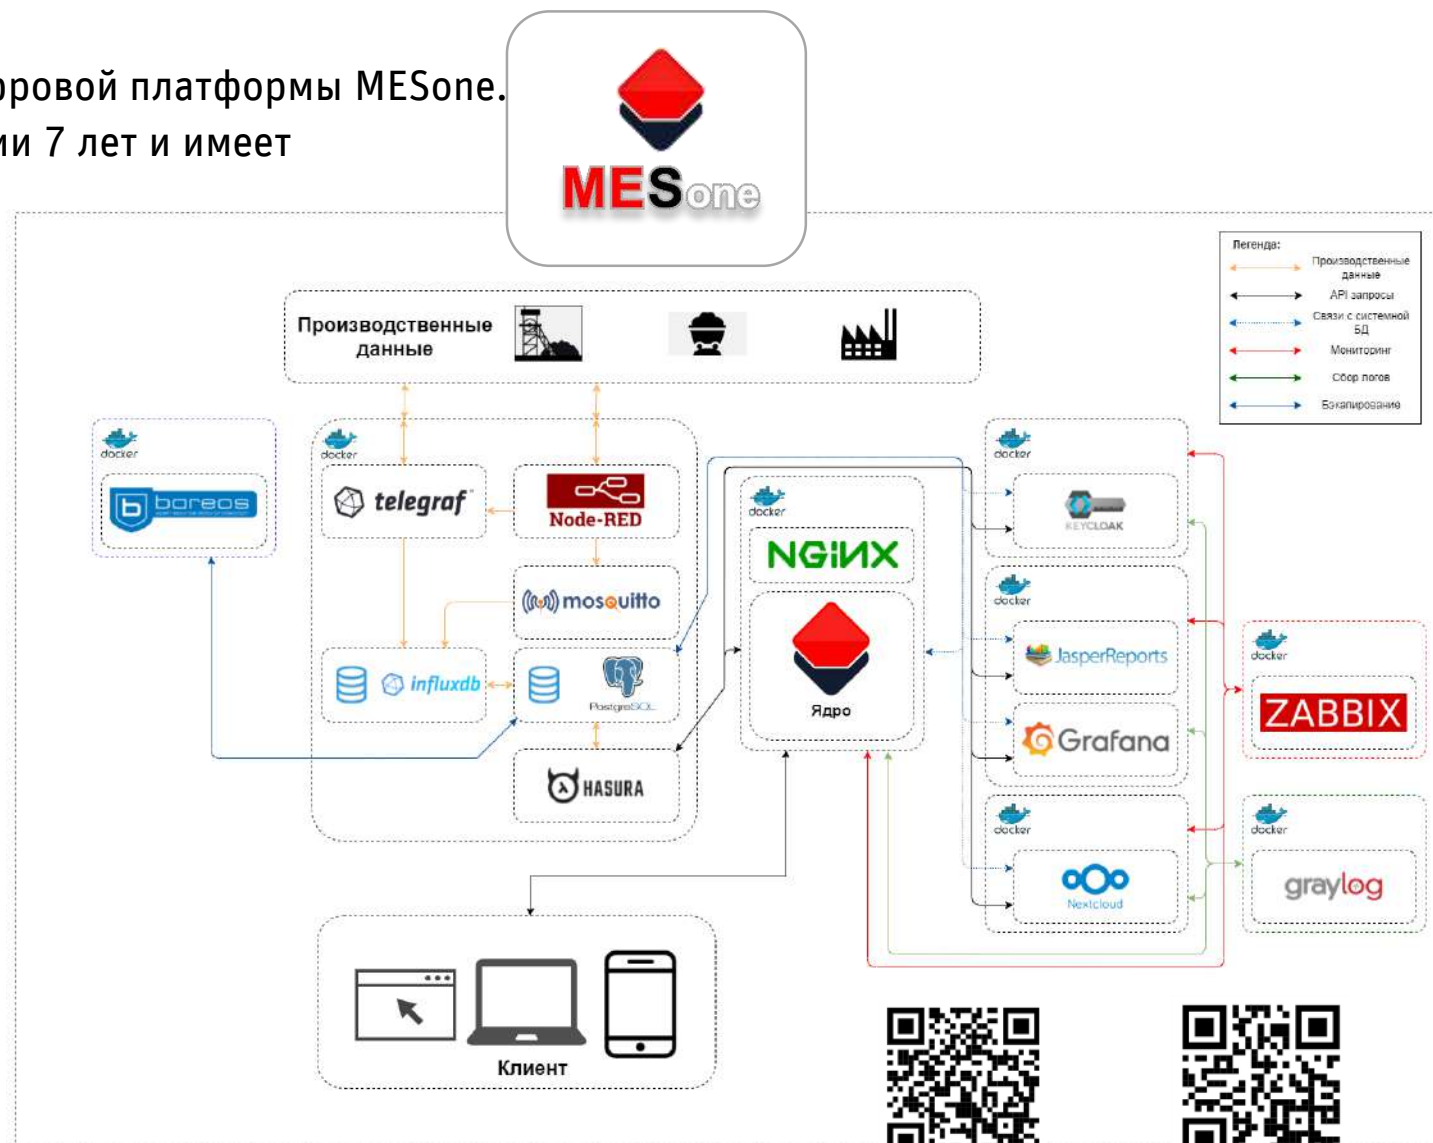 фровой платформы MESone.
ии 7 лет и имеет
MESone
Легенда:
Производственные
данные
API запросы
Связи с системной
БД
Мониторинг
Сбор логов
Бэкапирование
Производственные
данные
docker
bareos
docker
telegraf
Node-RED
mosquitto
influxdb
PostgreSQL
HASURA
docker
NGINX
Ядро
docker
KEYCLOAK
docker
JasperReports
Grafana
docker
Nextcloud
docker
ZABBIX
docker
graylog
Клиент